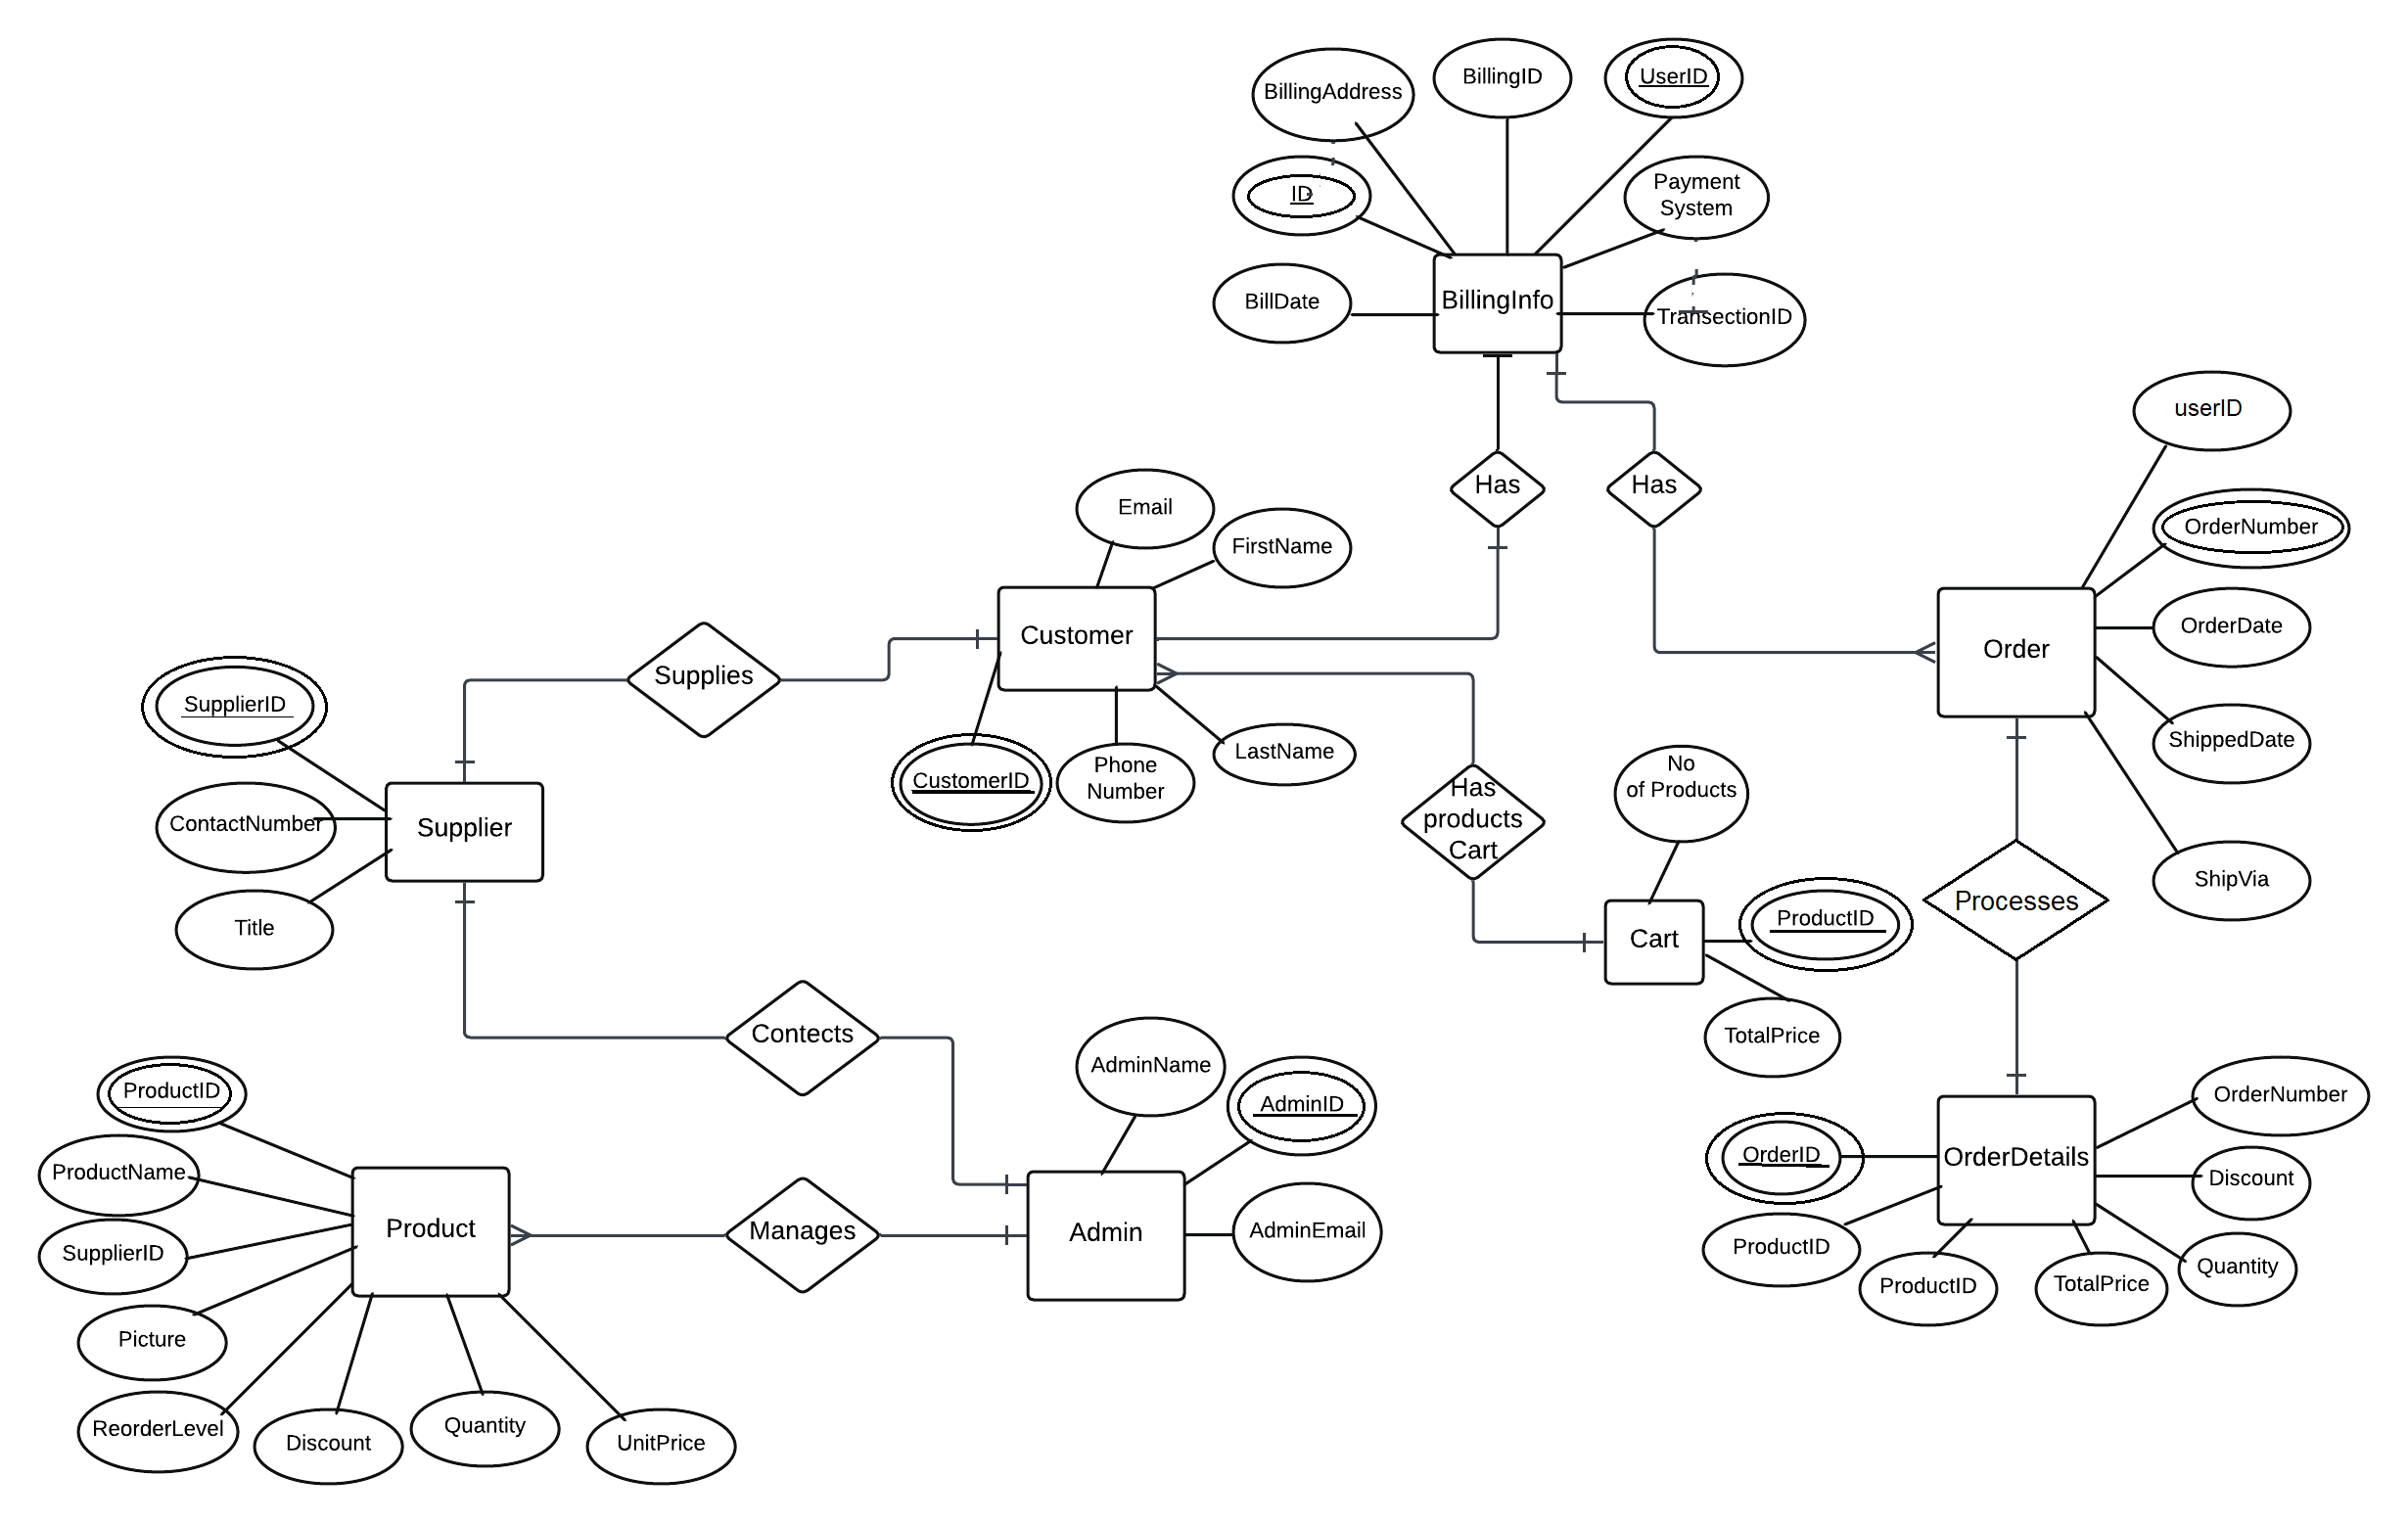 BillingAddress
BillingID
UserID
ID
Payment
System
BillDate
BillingInfo
TransectionID
userID
Has
Has
Email
FirstName
OrderNumber
Customer
Order
OrderDate
Supplies
SupplierID
ShippedDate
CustomerID
Phone
Number
LastName
No
of Products
Has
products
Cart
ContactNumber
Supplier
ShipVia
Title
Cart
ProductID
Processes
TotalPrice
Contects
AdminName
AdminID
ProductID
OrderNumber
ProductName
OrderID
OrderDetails
Discount
Product
Manages
Admin
AdminEmail
SupplierID
ProductID
ProductID
TotalPrice
Quantity
Picture
ReorderLevel
Discount
Quantity
UnitPrice